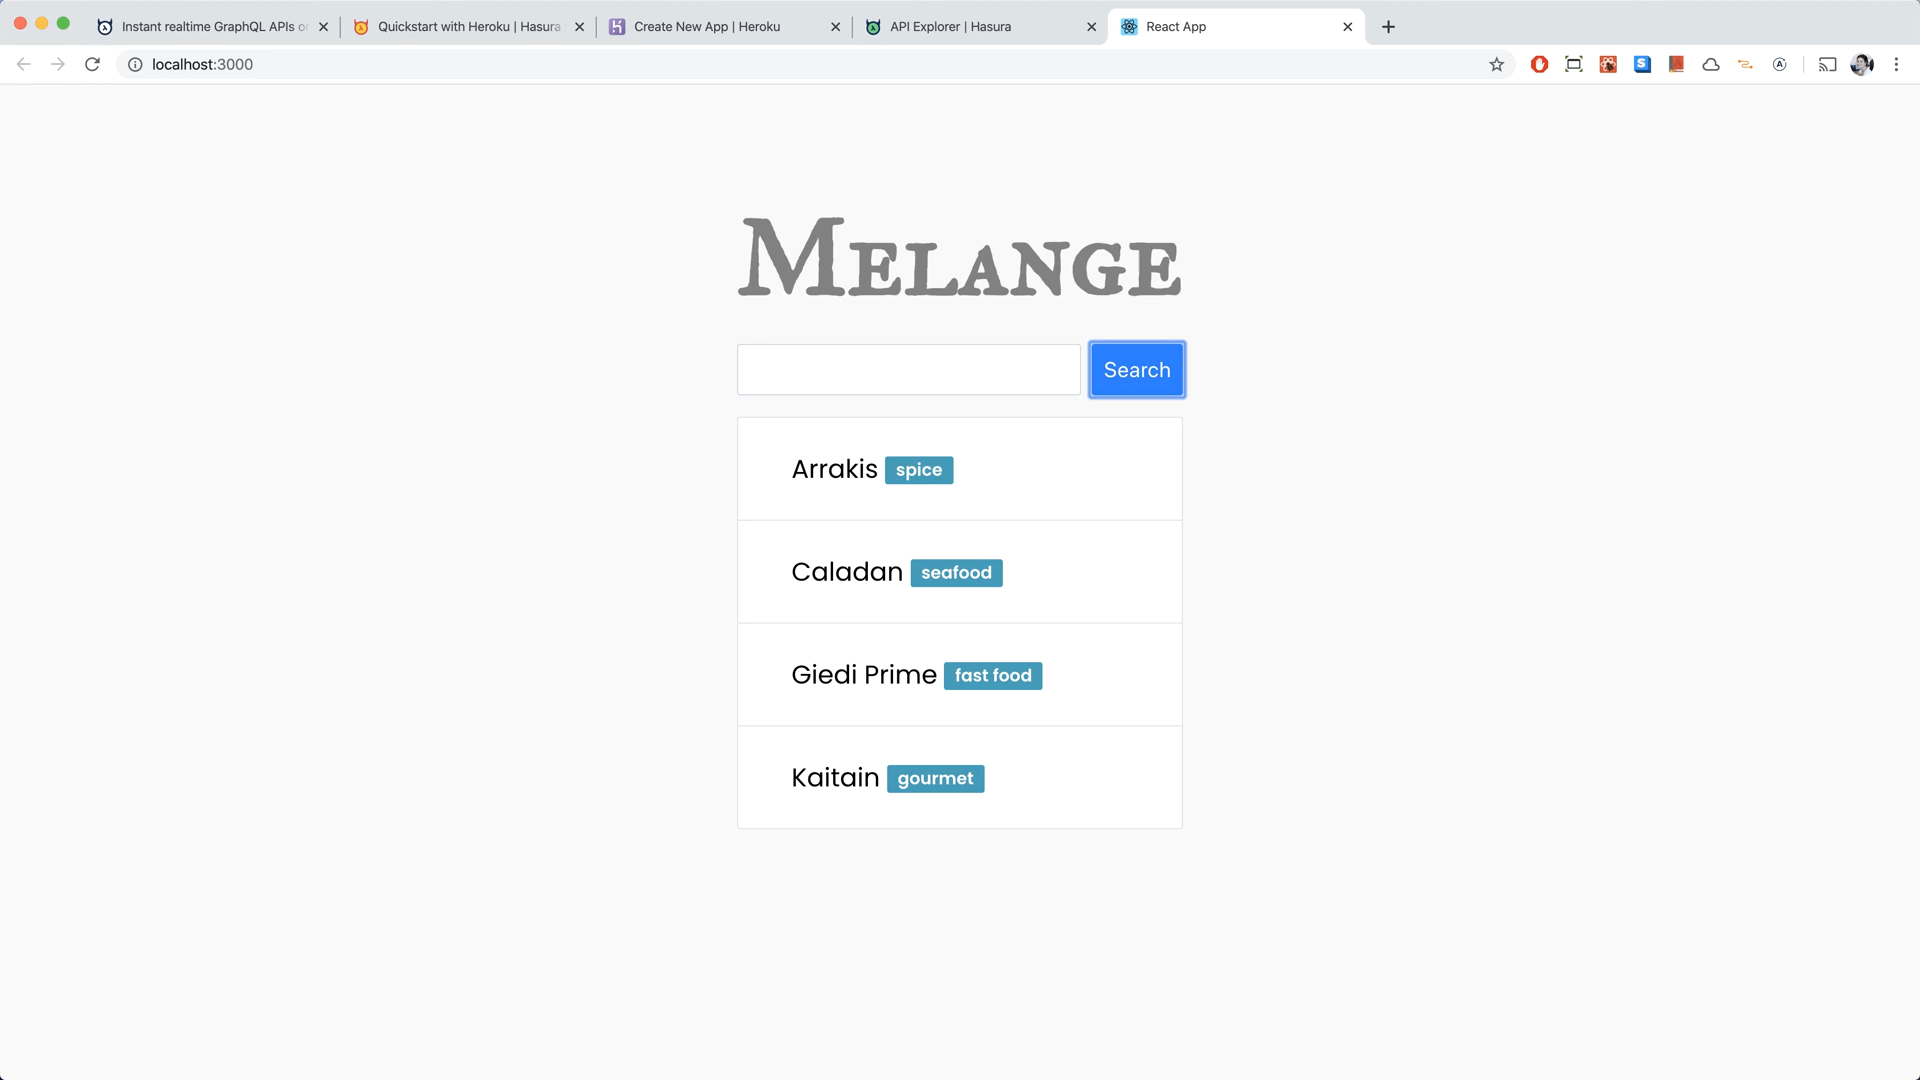 Instant realtime GraphQL APIs o
Quickstart with Heroku | Hasura
Create New App | Heroku
API Explorer | Hasura
React App
localhost:3000
Melange
Search
Arrakis spice
Caladan seafood
Giedi Prime fast food
Kaitain gourmet